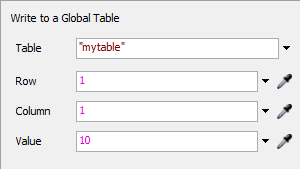 Write to a Global Table
Table "mytable"
Row 1
Column 1
Value 10